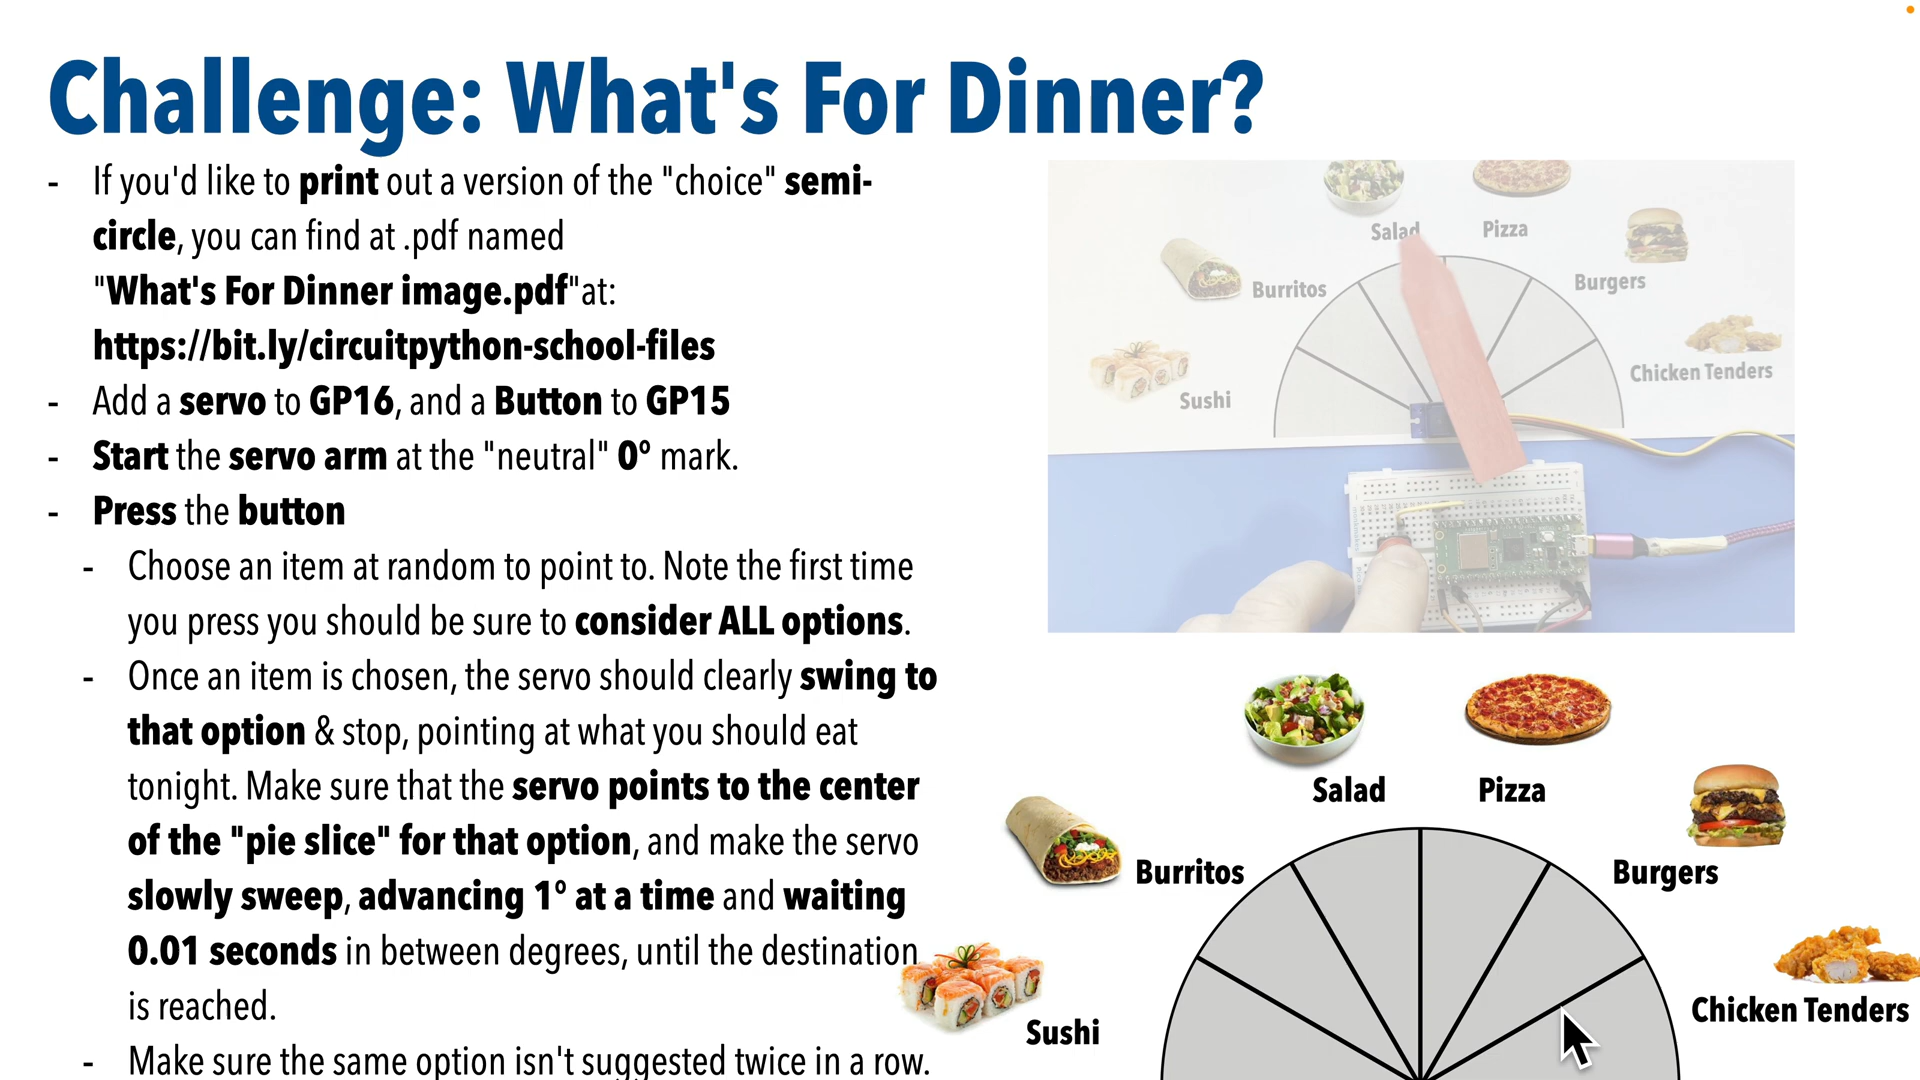 Challenge: What's For Dinner?
- If you'd like to print out a version of the "choice" semi-
circle, you can find at .pdf named
"What's For Dinner image.pdf"at:
https://bit.ly/circuitpython-school-files
- Add a servo to GP16, and a Button to GP15
- Start the servo arm at the "neutral" 0° mark.
- Press the button
- Choose an item at random to point to. Note the first time
you press you should be sure to consider ALL options.
- Once an item is chosen, the servo should clearly swing to
that option & stop, pointing at what you should eat
tonight. Make sure that the servo points to the center
of the "pie slice" for that option, and make the servo
slowly sweep, advancing 1° at a time and waiting
0.01 seconds in between degrees, until the destination
is reached.
- Make sure the same option isn't suggested twice in a row.
Salad
Pizza
Burritos
Burgers
Chicken Tenders
Sushi
Salad
Pizza
Burritos
Burgers
Chicken Tenders
Sushi